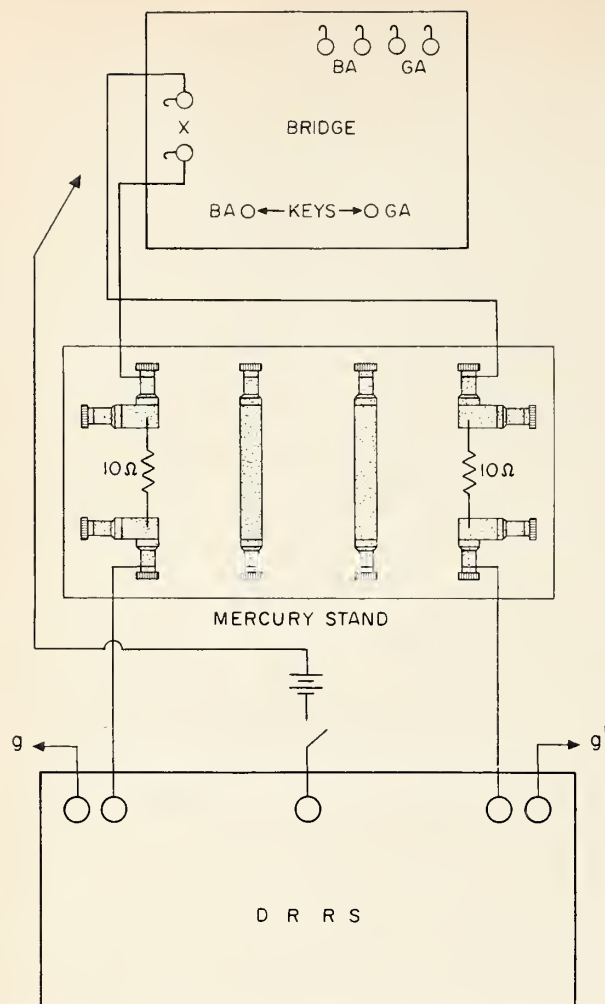 BA GA
X
BRIDGE
BA KEYS GA
10Ω 10Ω
MERCURY STAND
g g'
D R R S